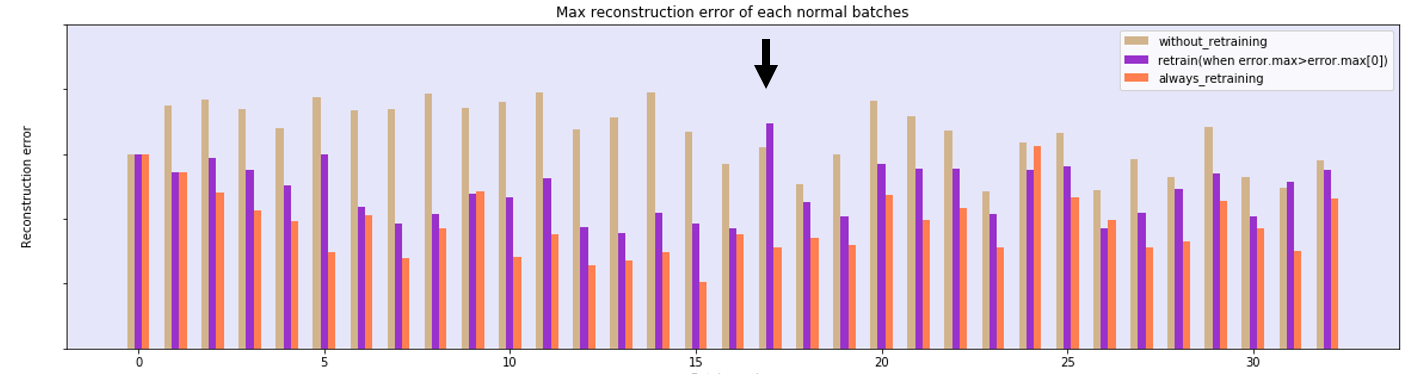 Max reconstruction error of each normal batches
without_retraining
retrain(when error.max>error.max[0])
always_retraining
Reconstruction error
0 5 10 15 20 25 30